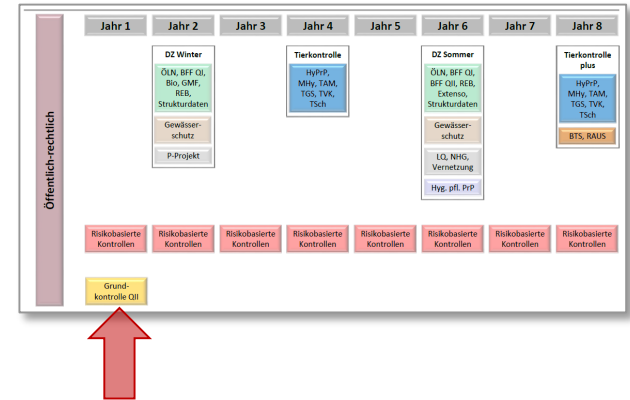 Öffentlich-rechtlich
Jahr 1
Jahr 2
Jahr 3
Jahr 4
Jahr 5
Jahr 6
Jahr 7
Jahr 8
DZ Winter
ÖLN, BFF QI,
Bio, GMF,
REB,
Strukturdaten
Gewässer-
schutz
P-Projekt
Tierkontrolle
HyPrP,
MHy, TAM,
TGS, TVK,
TSch
DZ Sommer
ÖLN, BFF QI,
BFF QII, REB,
Extenso,
Strukturdaten
Gewässer-
schutz
LQ, NHG,
Vernetzung
Hyg. pfl. PrP
Tierkontrolle
plus
HyPrP,
MHy, TAM,
TGS, TVK,
TSch
BTS, RAUS
Risikobasierte
Kontrollen
Risikobasierte
Kontrollen
Risikobasierte
Kontrollen
Risikobasierte
Kontrollen
Risikobasierte
Kontrollen
Risikobasierte
Kontrollen
Risikobasierte
Kontrollen
Risikobasierte
Kontrollen
Grund-
kontrolle QII